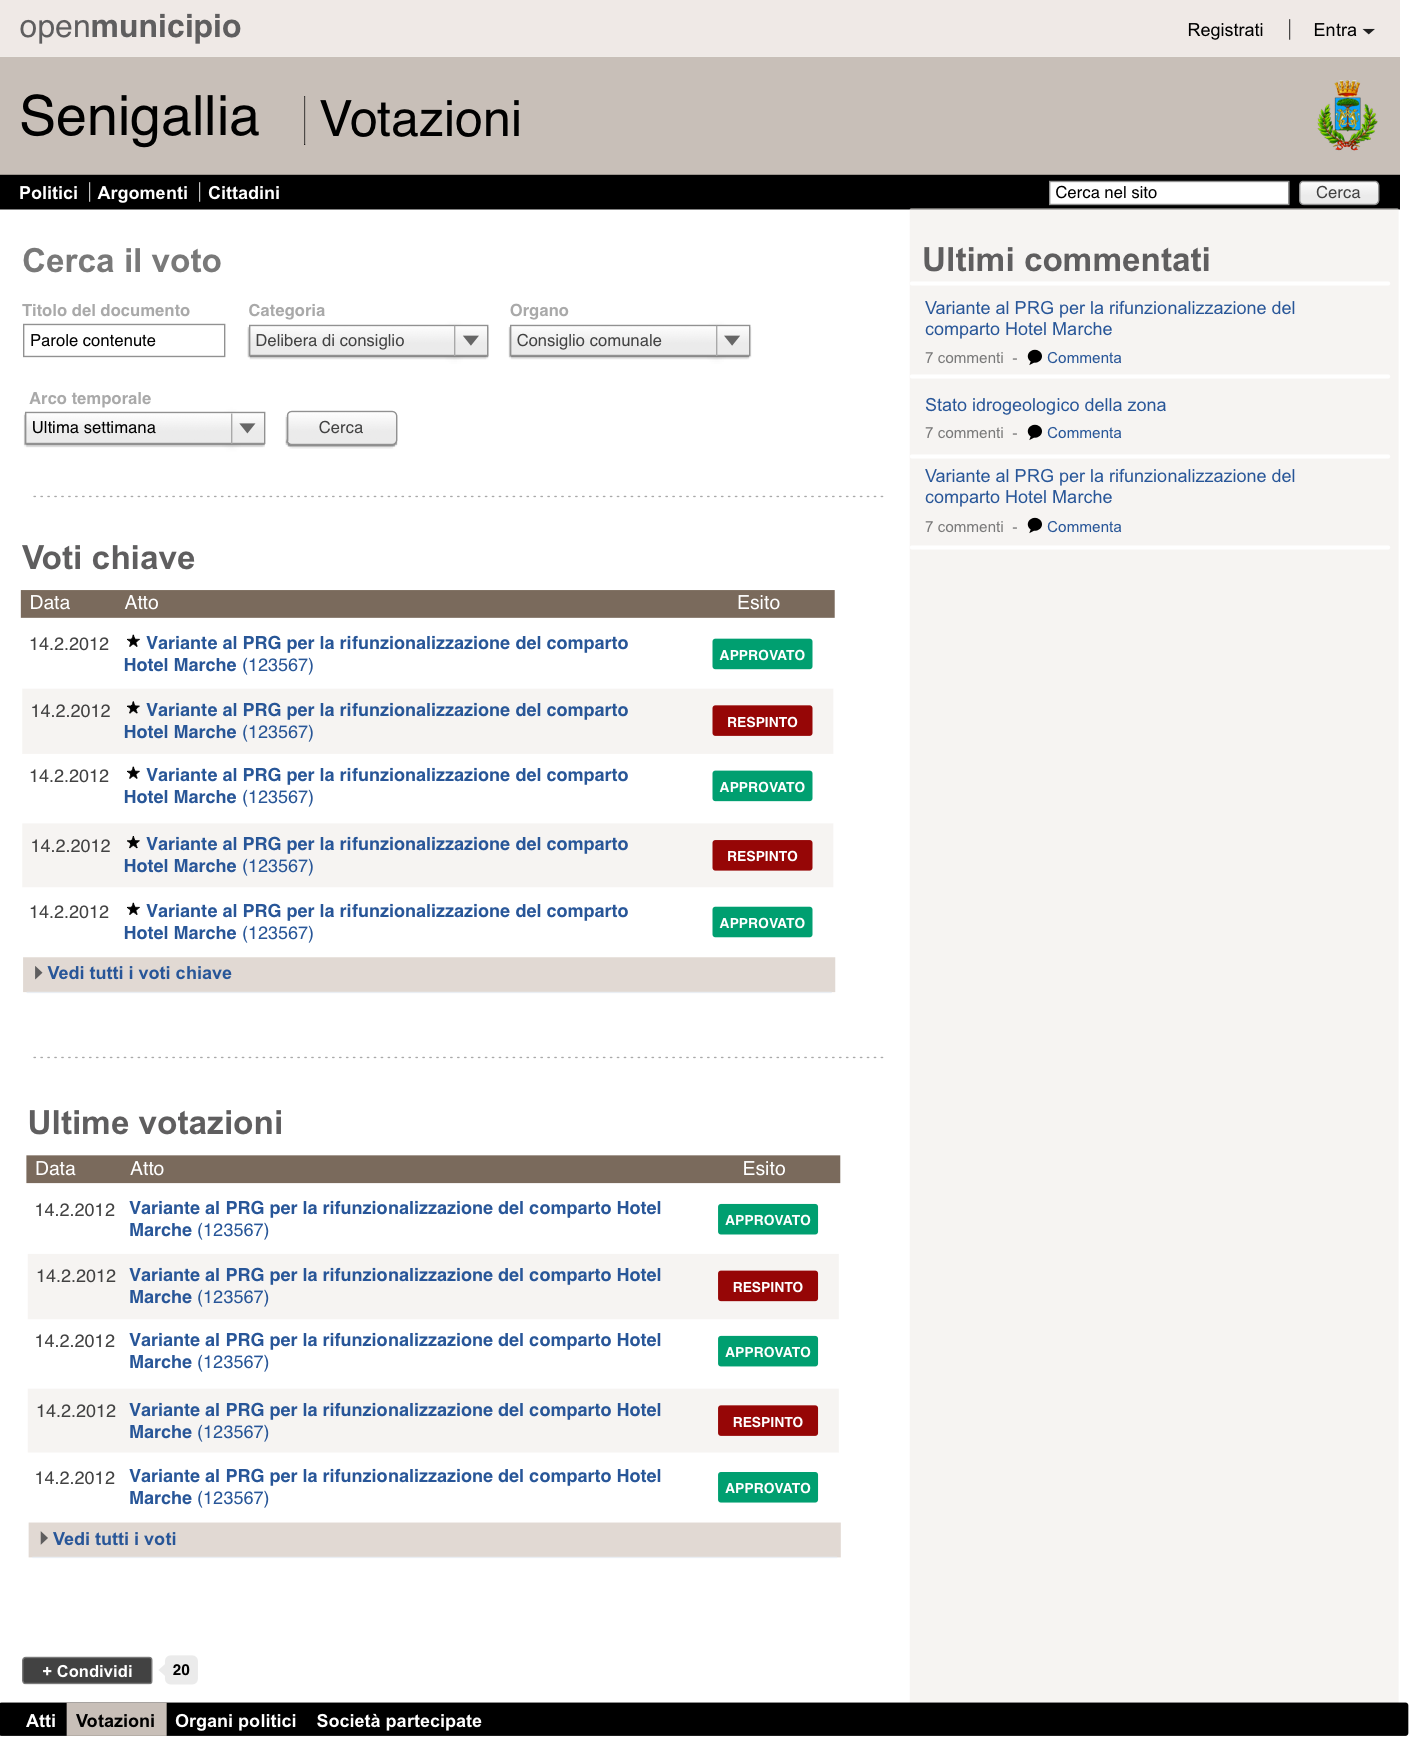 openmunicipio
Registrati
Entra
Senigallia
Votazioni
Politici
Argomenti
Cittadini
Cerca nel sito
Cerca
Cerca il voto
Titolo del documento
Categoria
Organo
Parole contenute
Delibera di consiglio
Consiglio comunale
Arco temporale
Ultima settimana
Cerca
Voti chiave
Data
Atto
Esito
14.2.2012
★ Variante al PRG per la rifunzionalizzazione del comparto
Hotel Marche (123567)
APPROVATO
14.2.2012
★ Variante al PRG per la rifunzionalizzazione del comparto
Hotel Marche (123567)
RESPINTO
14.2.2012
★ Variante al PRG per la rifunzionalizzazione del comparto
Hotel Marche (123567)
APPROVATO
14.2.2012
★ Variante al PRG per la rifunzionalizzazione del comparto
Hotel Marche (123567)
RESPINTO
14.2.2012
★ Variante al PRG per la rifunzionalizzazione del comparto
Hotel Marche (123567)
APPROVATO
Vedi tutti i voti chiave
Ultime votazioni
Data
Atto
Esito
14.2.2012
Variante al PRG per la rifunzionalizzazione del comparto Hotel
Marche (123567)
APPROVATO
14.2.2012
Variante al PRG per la rifunzionalizzazione del comparto Hotel
Marche (123567)
RESPINTO
14.2.2012
Variante al PRG per la rifunzionalizzazione del comparto Hotel
Marche (123567)
APPROVATO
14.2.2012
Variante al PRG per la rifunzionalizzazione del comparto Hotel
Marche (123567)
RESPINTO
14.2.2012
Variante al PRG per la rifunzionalizzazione del comparto Hotel
Marche (123567)
APPROVATO
Vedi tutti i voti
Ultimi commentati
Variante al PRG per la rifunzionalizzazione del
comparto Hotel Marche
7 commenti - Commenta
Stato idrogeologico della zona
7 commenti - Commenta
Variante al PRG per la rifunzionalizzazione del
comparto Hotel Marche
7 commenti - Commenta
+ Condividi
20
Atti
Votazioni
Organi politici
Società partecipate